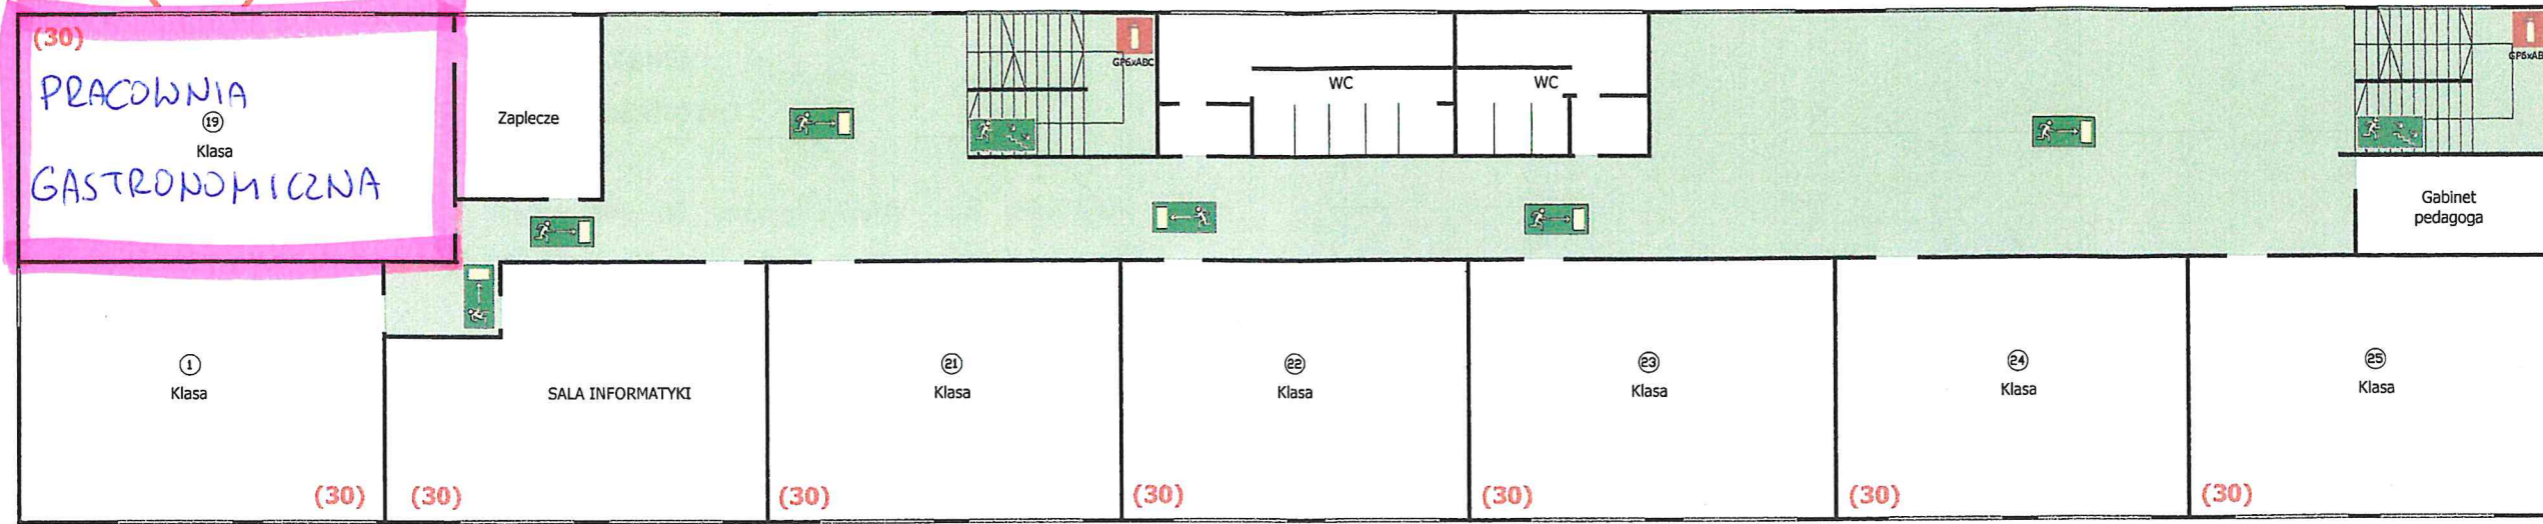 (30)
PRACOWNIA
19
Klasa
GASTRONOMICZNA
Zaplecze
GP6xABC
WC
WC
GP6xAB
Gabinet
pedagoga
1
Klasa
(30)
SALA INFORMATYKI
(30)
21
Klasa
(30)
22
Klasa
(30)
23
Klasa
(30)
24
Klasa
(30)
25
Klasa
(30)